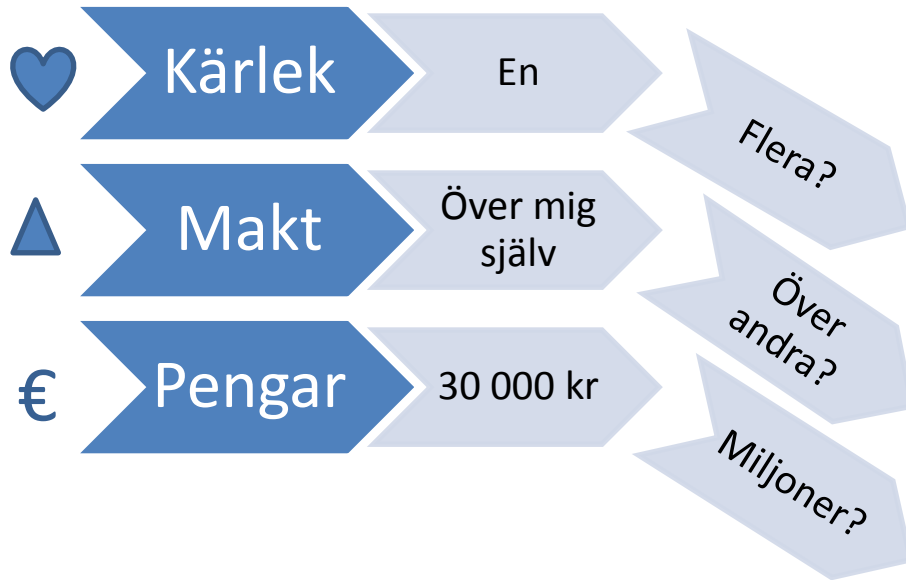 Kärlek
En
Flera?
Makt
Över mig
själv
Över
andra?
€
Pengar
30 000 kr
Miljoner?